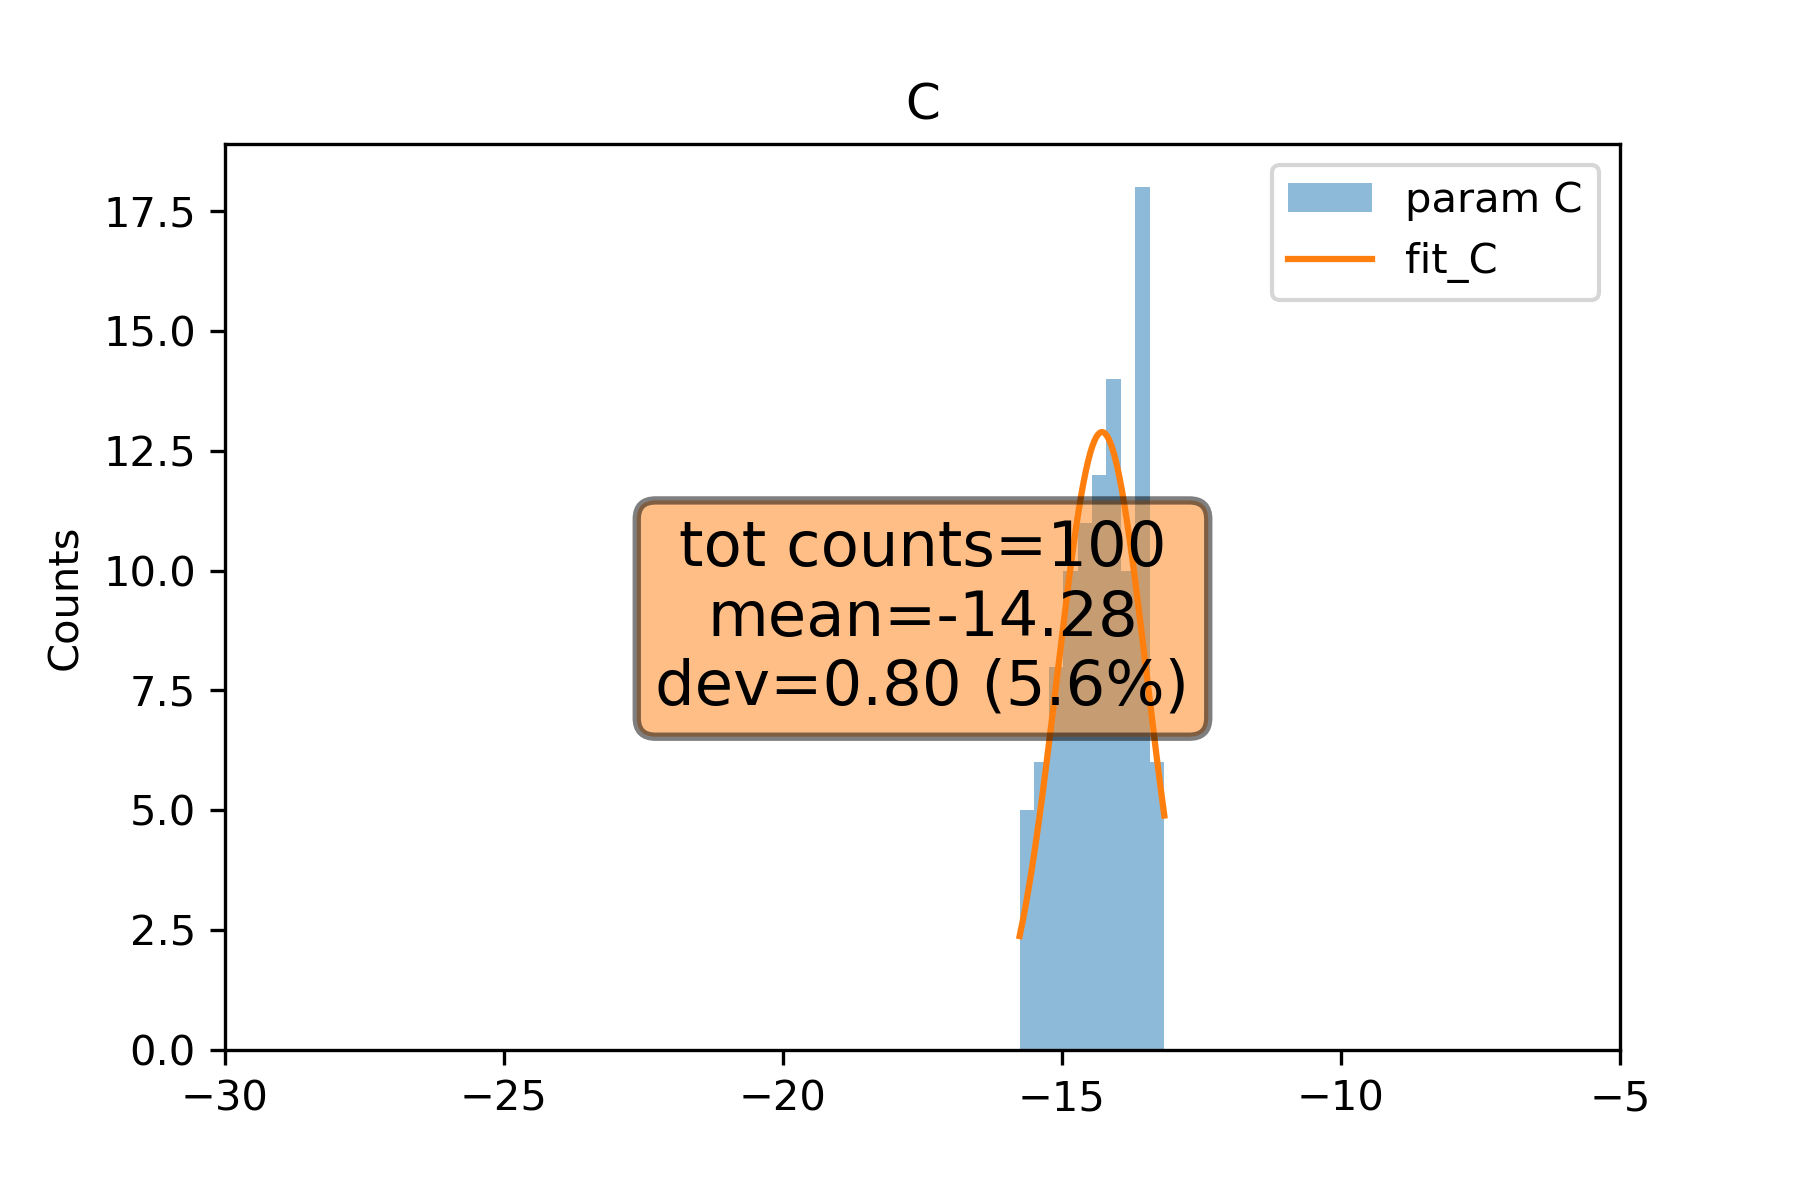 C
17.5
15.0
12.5
10.0
7.5
5.0
2.5
0.0
Counts
param C
fit_C
tot counts=100
mean=-14.28
dev=0.80 (5.6%)
−30 −25 −20 −15 −10 −5